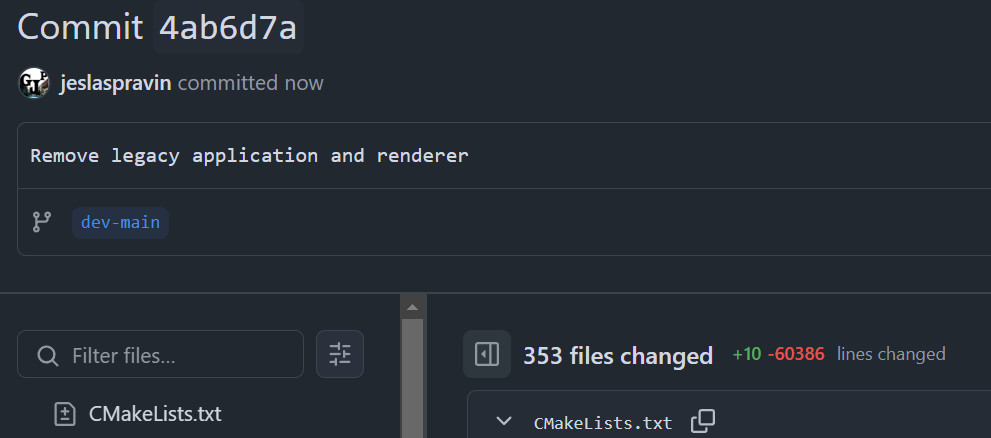 Commit 4ab6d7a
jeslaspravin committed now
Remove legacy application and renderer
dev-main
Filter files...
353 files changed +10 -60386 lines changed
CMakeLists.txt
CMakeLists.txt